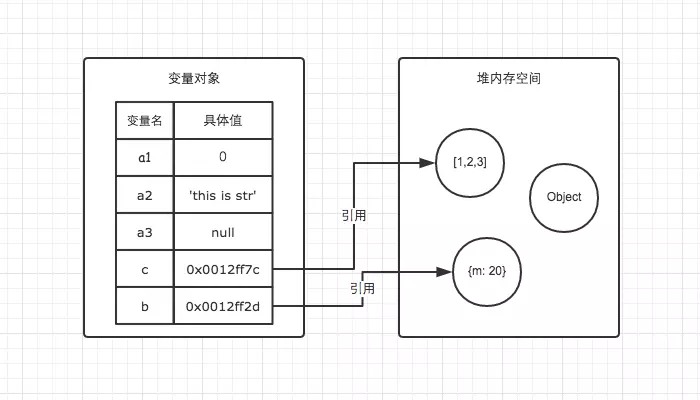 变量对象
变量名 具体值
a1 0
a2 'this is str'
a3 null
c 0x0012ff7c
b 0x0012ff2d
引用
引用
堆内存空间
[1,2,3]
Object
{m: 20}